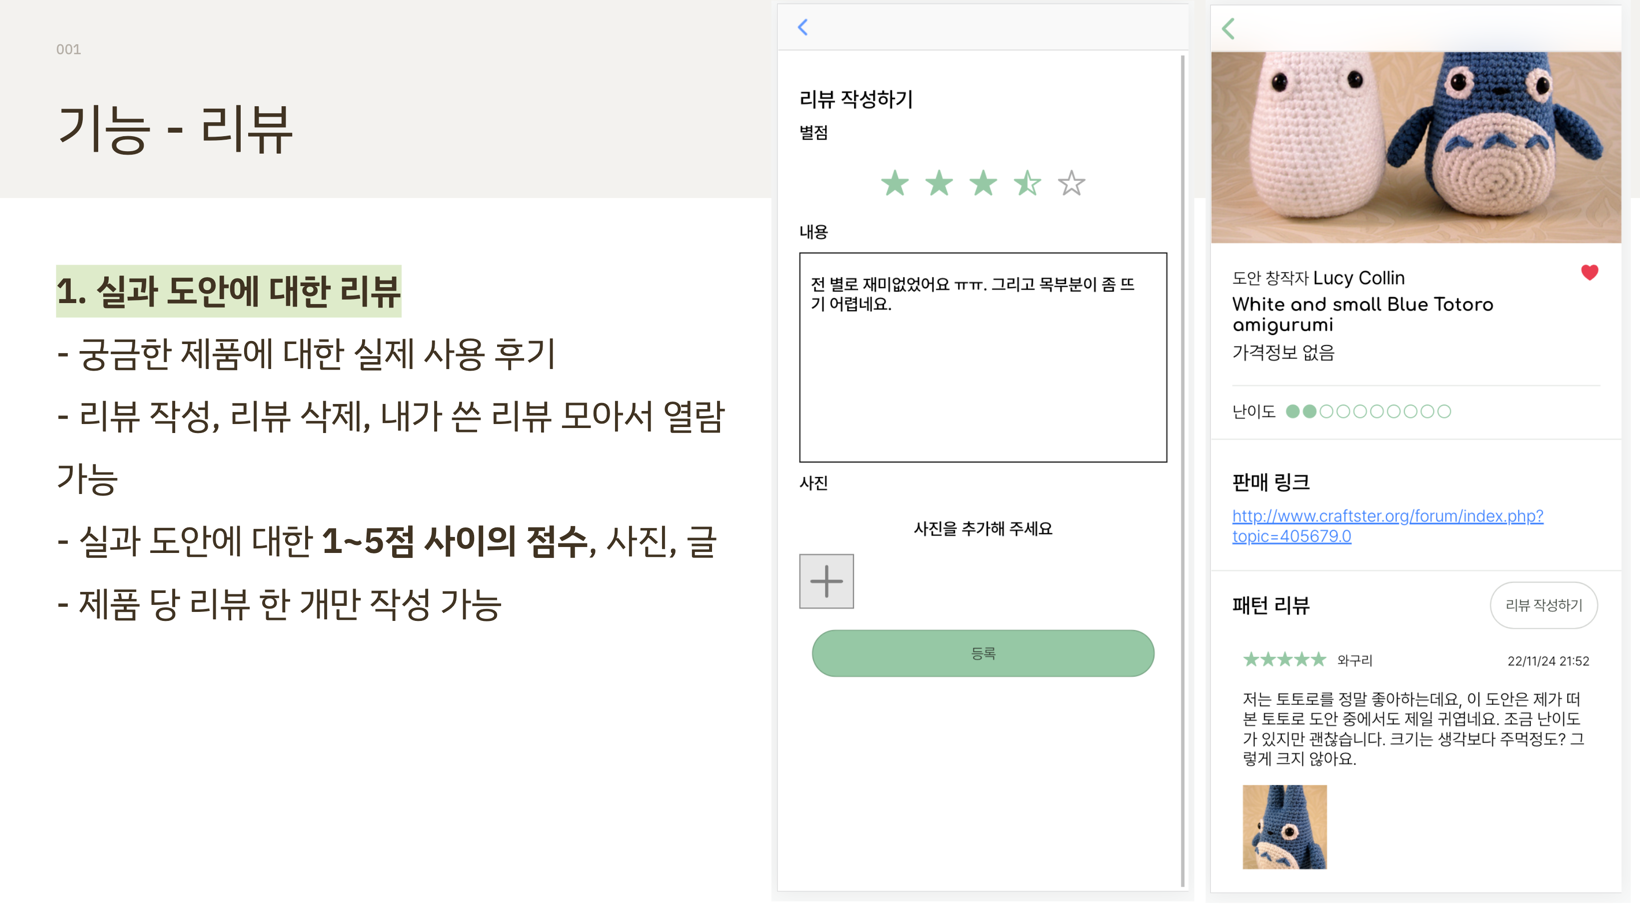 001
기능 - 리뷰
1. 실과 도안에 대한 리뷰
- 궁금한 제품에 대한 실제 사용 후기
- 리뷰 작성, 리뷰 삭제, 내가 쓴 리뷰 모아서 열람
가능
- 실과 도안에 대한 1~5점 사이의 점수, 사진, 글
- 제품 당 리뷰 한 개만 작성 가능
리뷰 작성하기
별점
내용
전 별로 재미없었어요 ㅠㅠ. 그리고 목부분이 좀 뜨
기 어렵네요.
사진
사진을 추가해 주세요
등록
도안 창작자 Lucy Collin
White and small Blue Totoro
amigurumi
가격정보 없음
난이도
판매 링크
http://www.craftster.org/forum/index.php?
topic=405679.0
패턴 리뷰
리뷰 작성하기
와구리 22/11/24 21:52
저는 토토로를 정말 좋아하는데요, 이 도안은 제가 떠
본 토토로 도안 중에서도 제일 귀엽네요. 조금 난이도
가 있지만 괜찮습니다. 크기는 생각보다 주먹정도? 그
렇게 크지 않아요.